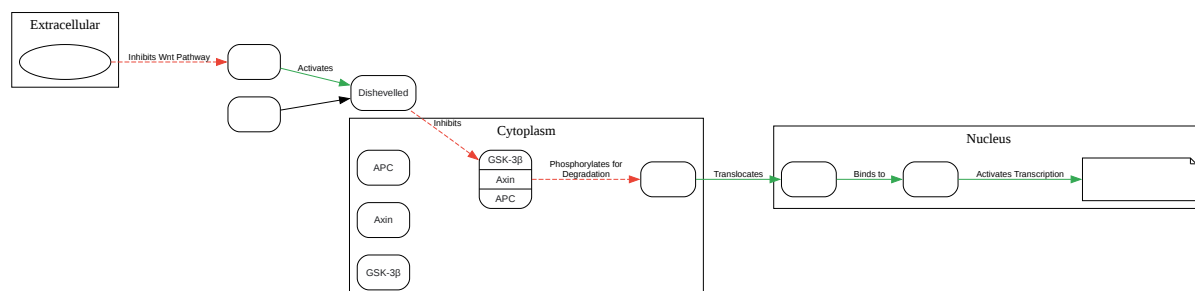 Extracellular
Inhibits Wnt Pathway
Activates
Dishevelled
Inhibits
Cytoplasm
APC
Axin
GSK-3β
GSK-3β
Axin
APC
Phosphorylates for
Degradation
Translocates
Nucleus
Binds to
Activates Transcription